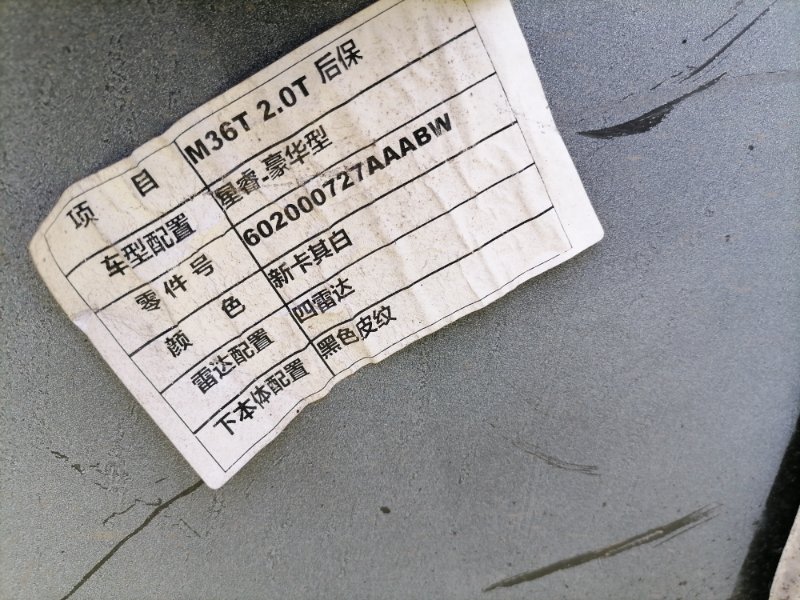 项 目 M36T 2.0T 后保
车型配置 星睿-豪华型
零件号 602000727AAABW
颜 色 新卡其白
雷达配置 四雷达
下本体配置 黑色皮纹